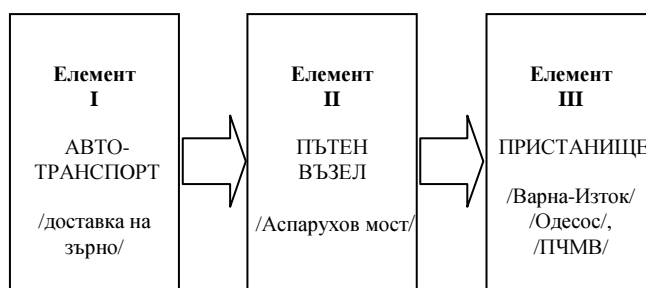 Елемент
I
АВТО-
ТРАНСПОРТ
/доставка на
зърно/
Елемент
II
ПЪТЕН
ВЪЗЕЛ
/Аспарухов мост/
Елемент
III
ПРИСТАНИЩЕ
/Варна-Изток/
/Одесос/,
/ПЧМВ/